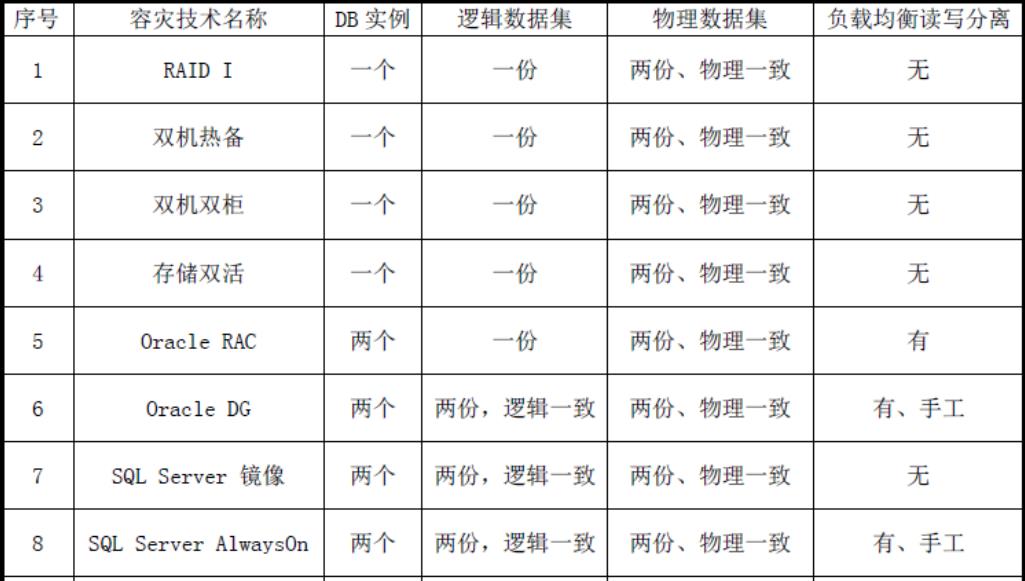 序号 容灾技术名称 DB 实例 逻辑数据集 物理数据集 负载均衡读写分离
1 RAID I 一个 一份 两份、物理一致 无
2 双机热备 一个 一份 两份、物理一致 无
3 双机双柜 一个 一份 两份、物理一致 无
4 存储双活 一个 一份 两份、物理一致 无
5 Oracle RAC 两个 一份 两份、物理一致 有
6 Oracle DG 两个 两份，逻辑一致 两份、物理一致 有、手工
7 SQL Server 镜像 两个 两份，逻辑一致 两份、物理一致 无
8 SQL Server AlwaysOn 两个 两份，逻辑一致 两份、物理一致 有、手工